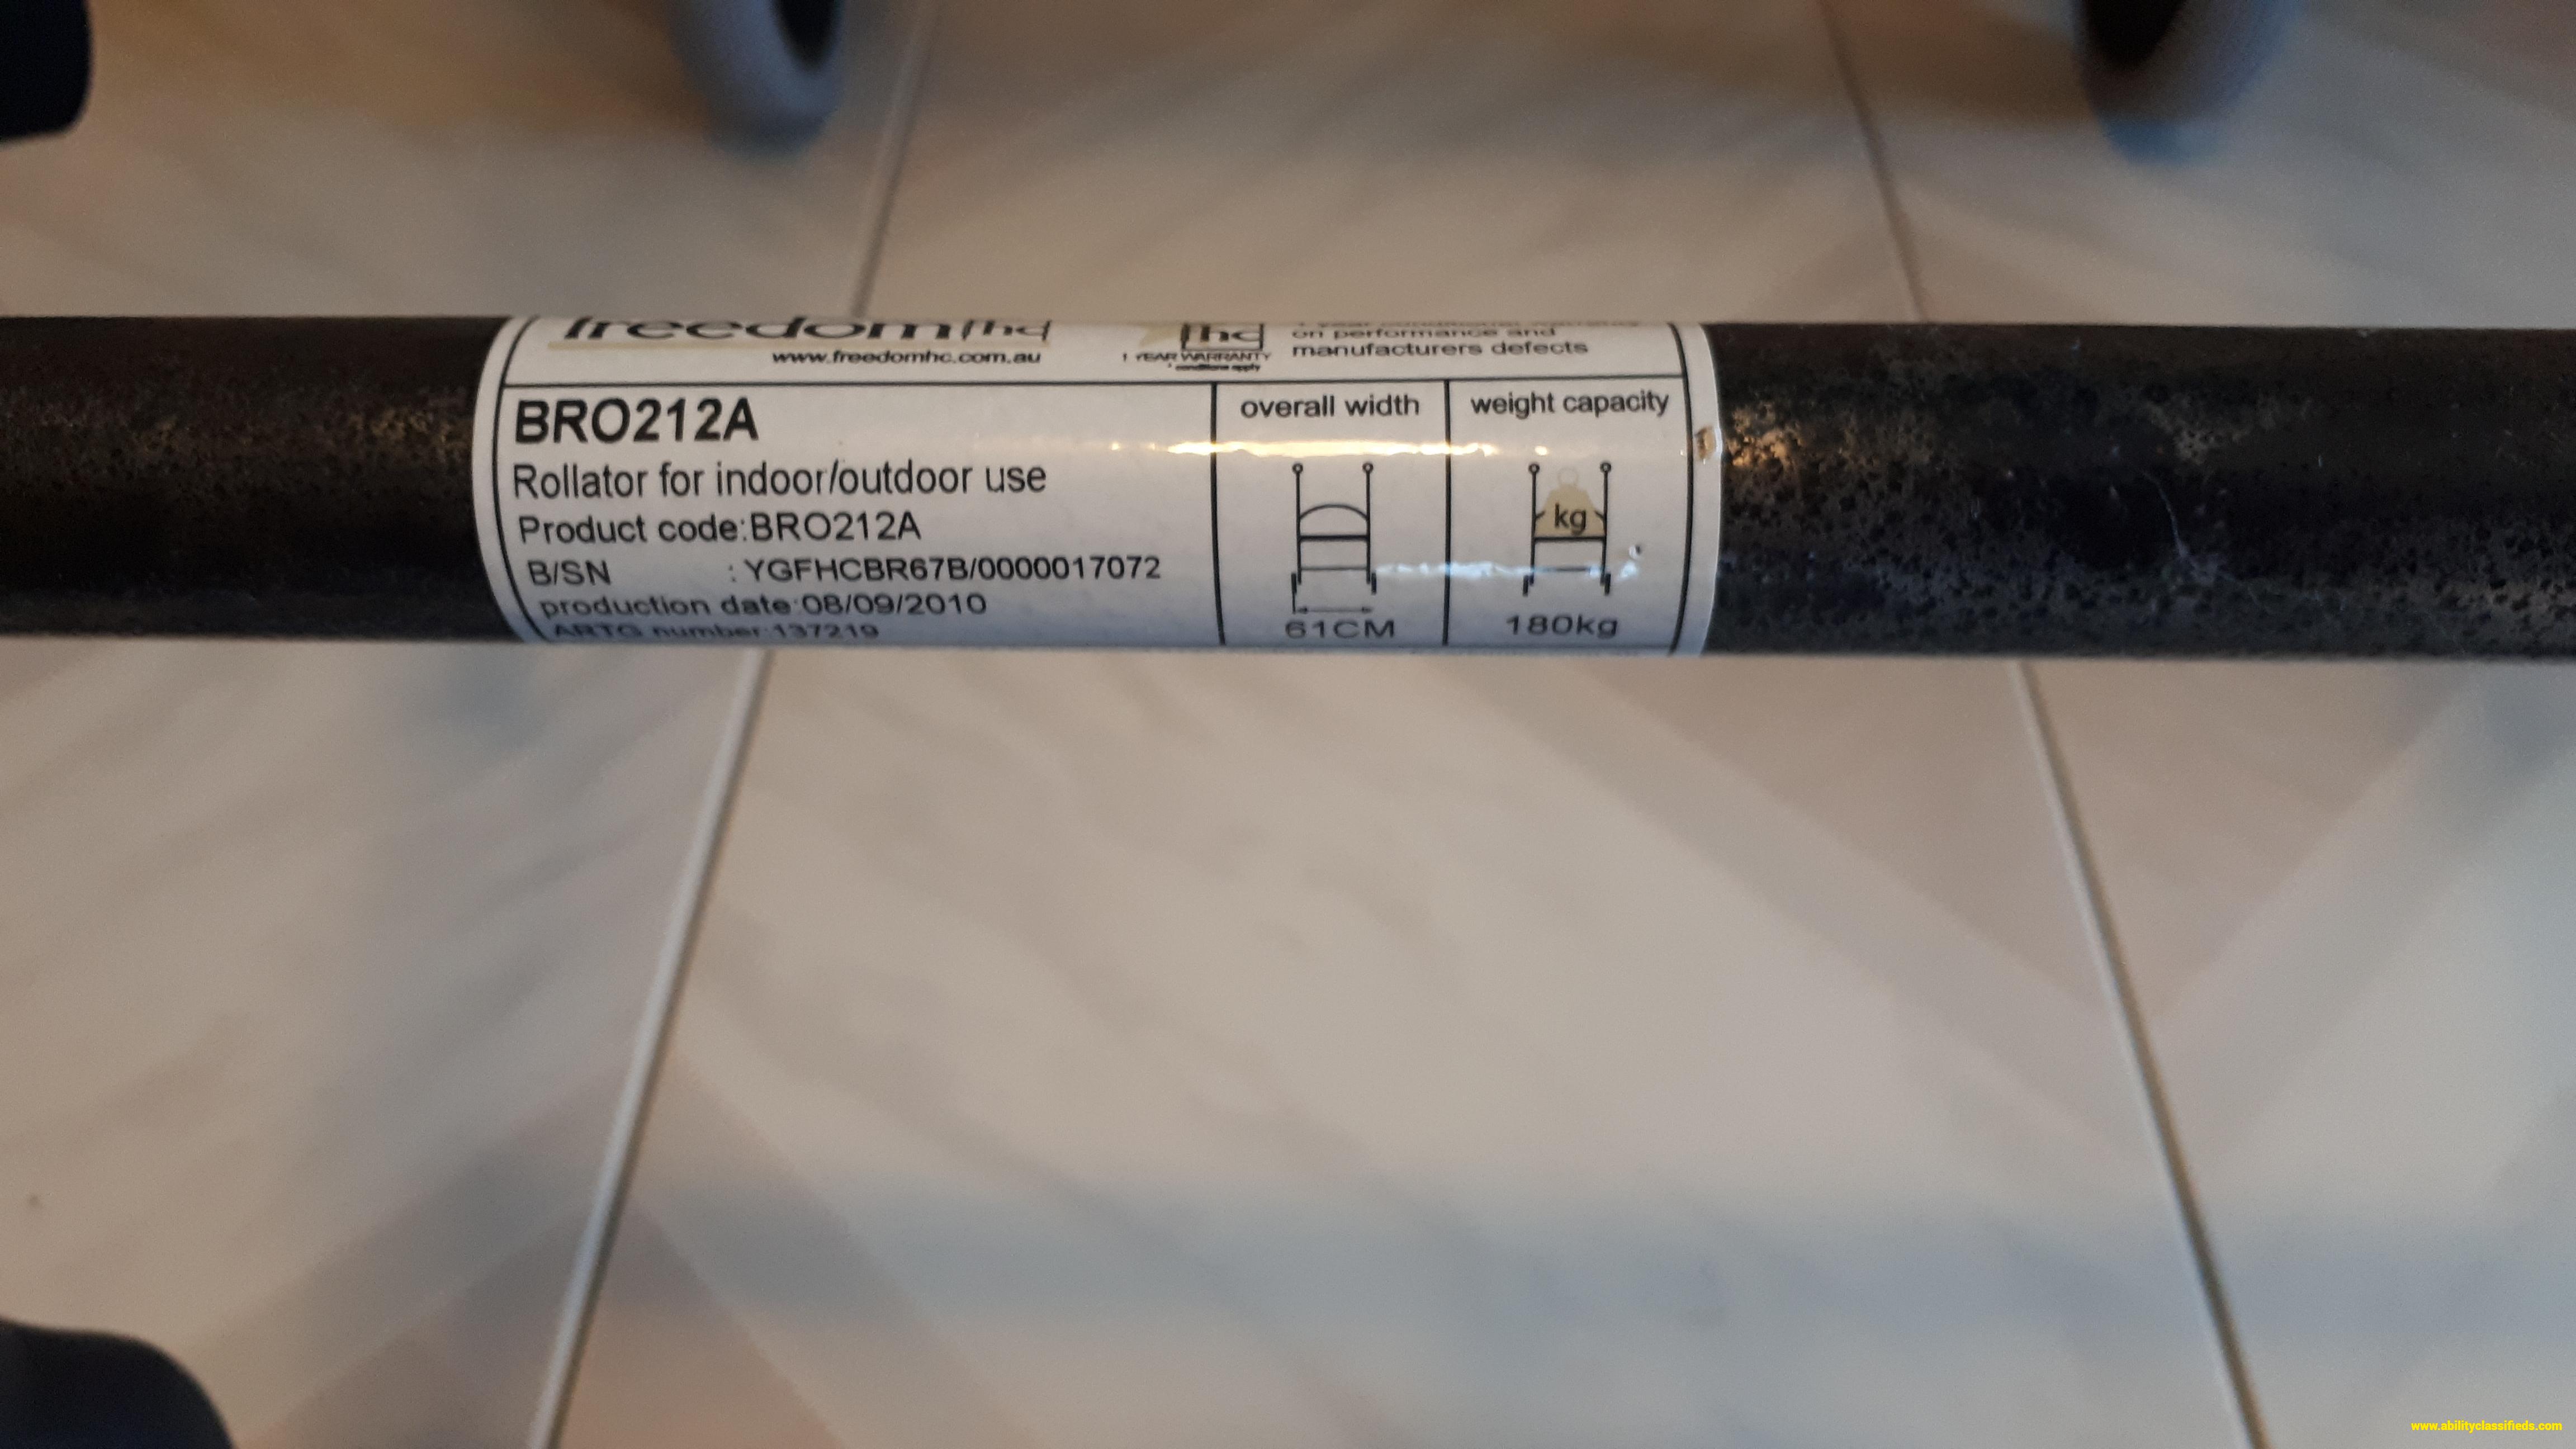 freedom hc
www.freedomhc.com.au
hc
1 YEAR WARRANTY
* conditions apply
on performance and
manufacturers defects
BRO212A
Rollator for indoor/outdoor use
Product code:BRO212A
B/SN : YGFHCBR67B/0000017072
production date:08/09/2010
ARTG number:137219
overall width
61CM
weight capacity
kg
180kg
www.abilityclassifieds.com